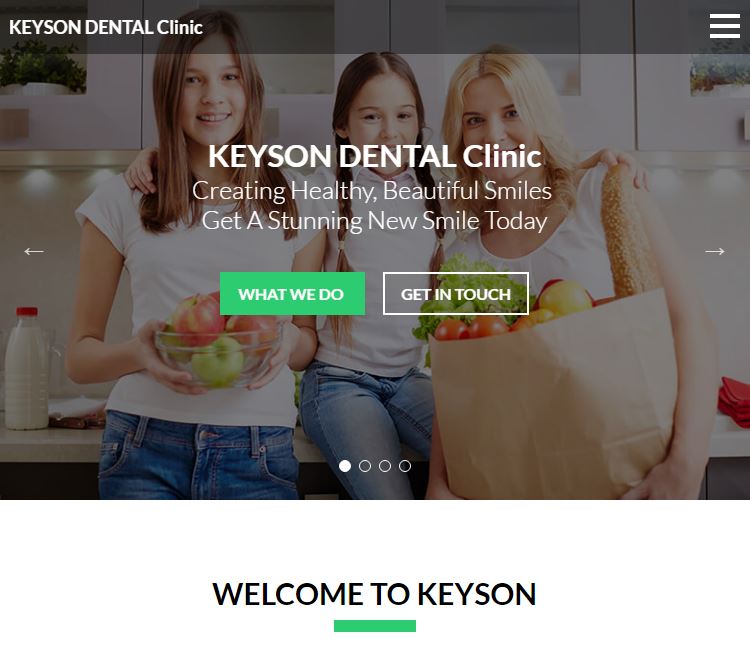 KEYSON DENTAL Clinic
KEYSON DENTAL Clinic
Creating Healthy, Beautiful Smiles
Get A Stunning New Smile Today
← →
WHAT WE DO GET IN TOUCH
WELCOME TO KEYSON